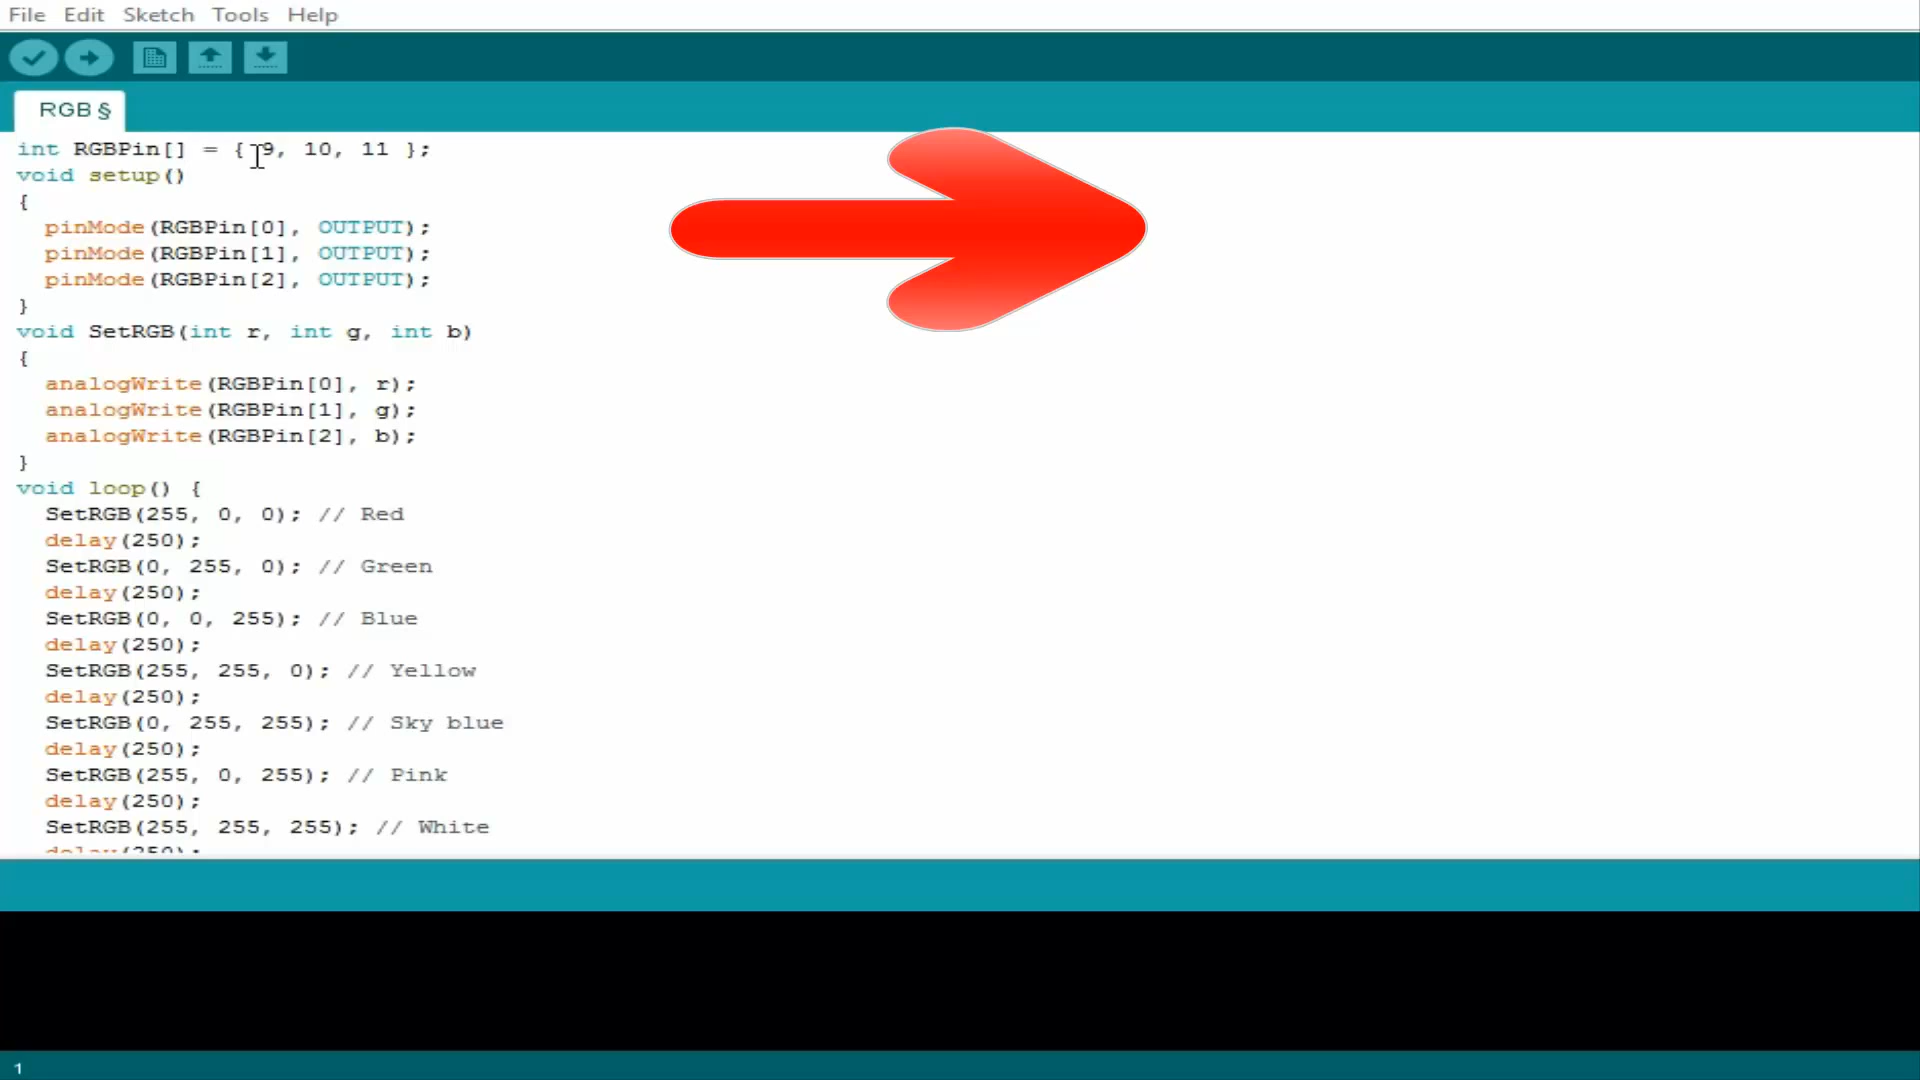 File Edit Sketch Tools Help
RGB §
int RGBPin[] = { 9, 10, 11 };
void setup()
{
  pinMode(RGBPin[0], OUTPUT);
  pinMode(RGBPin[1], OUTPUT);
  pinMode(RGBPin[2], OUTPUT);
}
void SetRGB(int r, int g, int b)
{
  analogWrite(RGBPin[0], r);
  analogWrite(RGBPin[1], g);
  analogWrite(RGBPin[2], b);
}
void loop() {
  SetRGB(255, 0, 0); // Red
  delay(250);
  SetRGB(0, 255, 0); // Green
  delay(250);
  SetRGB(0, 0, 255); // Blue
  delay(250);
  SetRGB(255, 255, 0); // Yellow
  delay(250);
  SetRGB(0, 255, 255); // Sky blue
  delay(250);
  SetRGB(255, 0, 255); // Pink
  delay(250);
  SetRGB(255, 255, 255); // White
  delay(250);
1